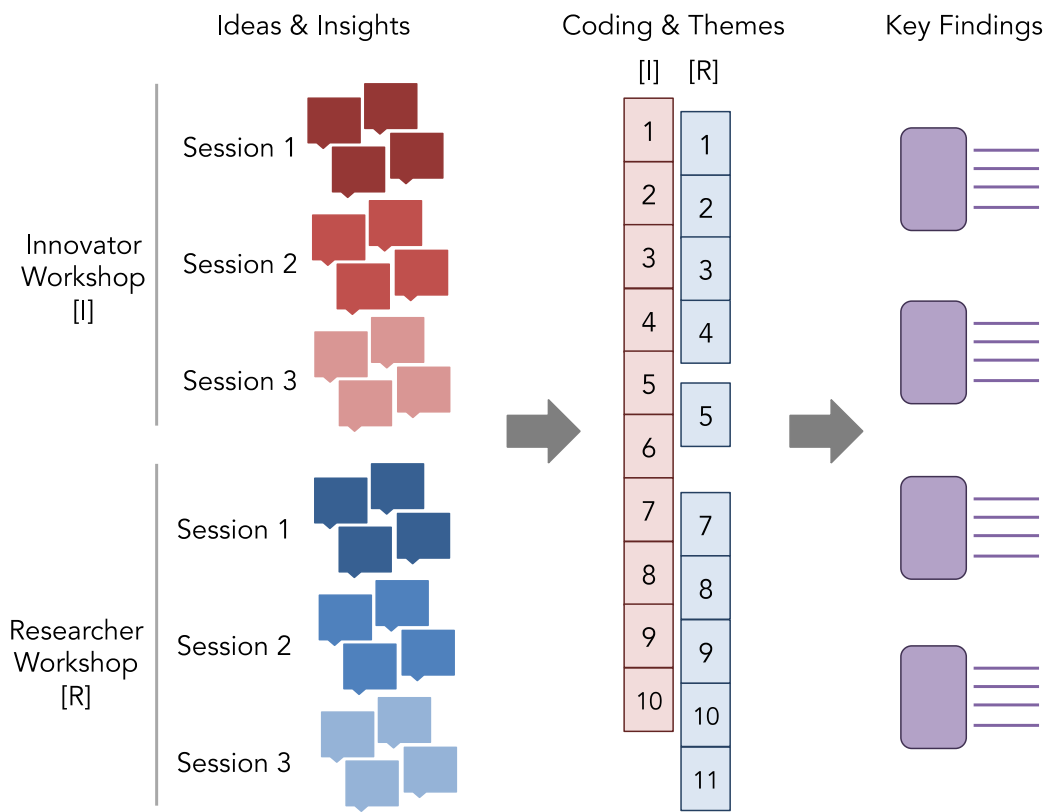 Ideas & Insights
Coding & Themes
Key Findings
[I]
[R]
Innovator
Workshop
[I]
Session 1
Session 2
Session 3
Researcher
Workshop
[R]
Session 1
Session 2
Session 3
1
2
3
4
5
6
7
8
9
10
1
2
3
4
5
7
8
9
10
11